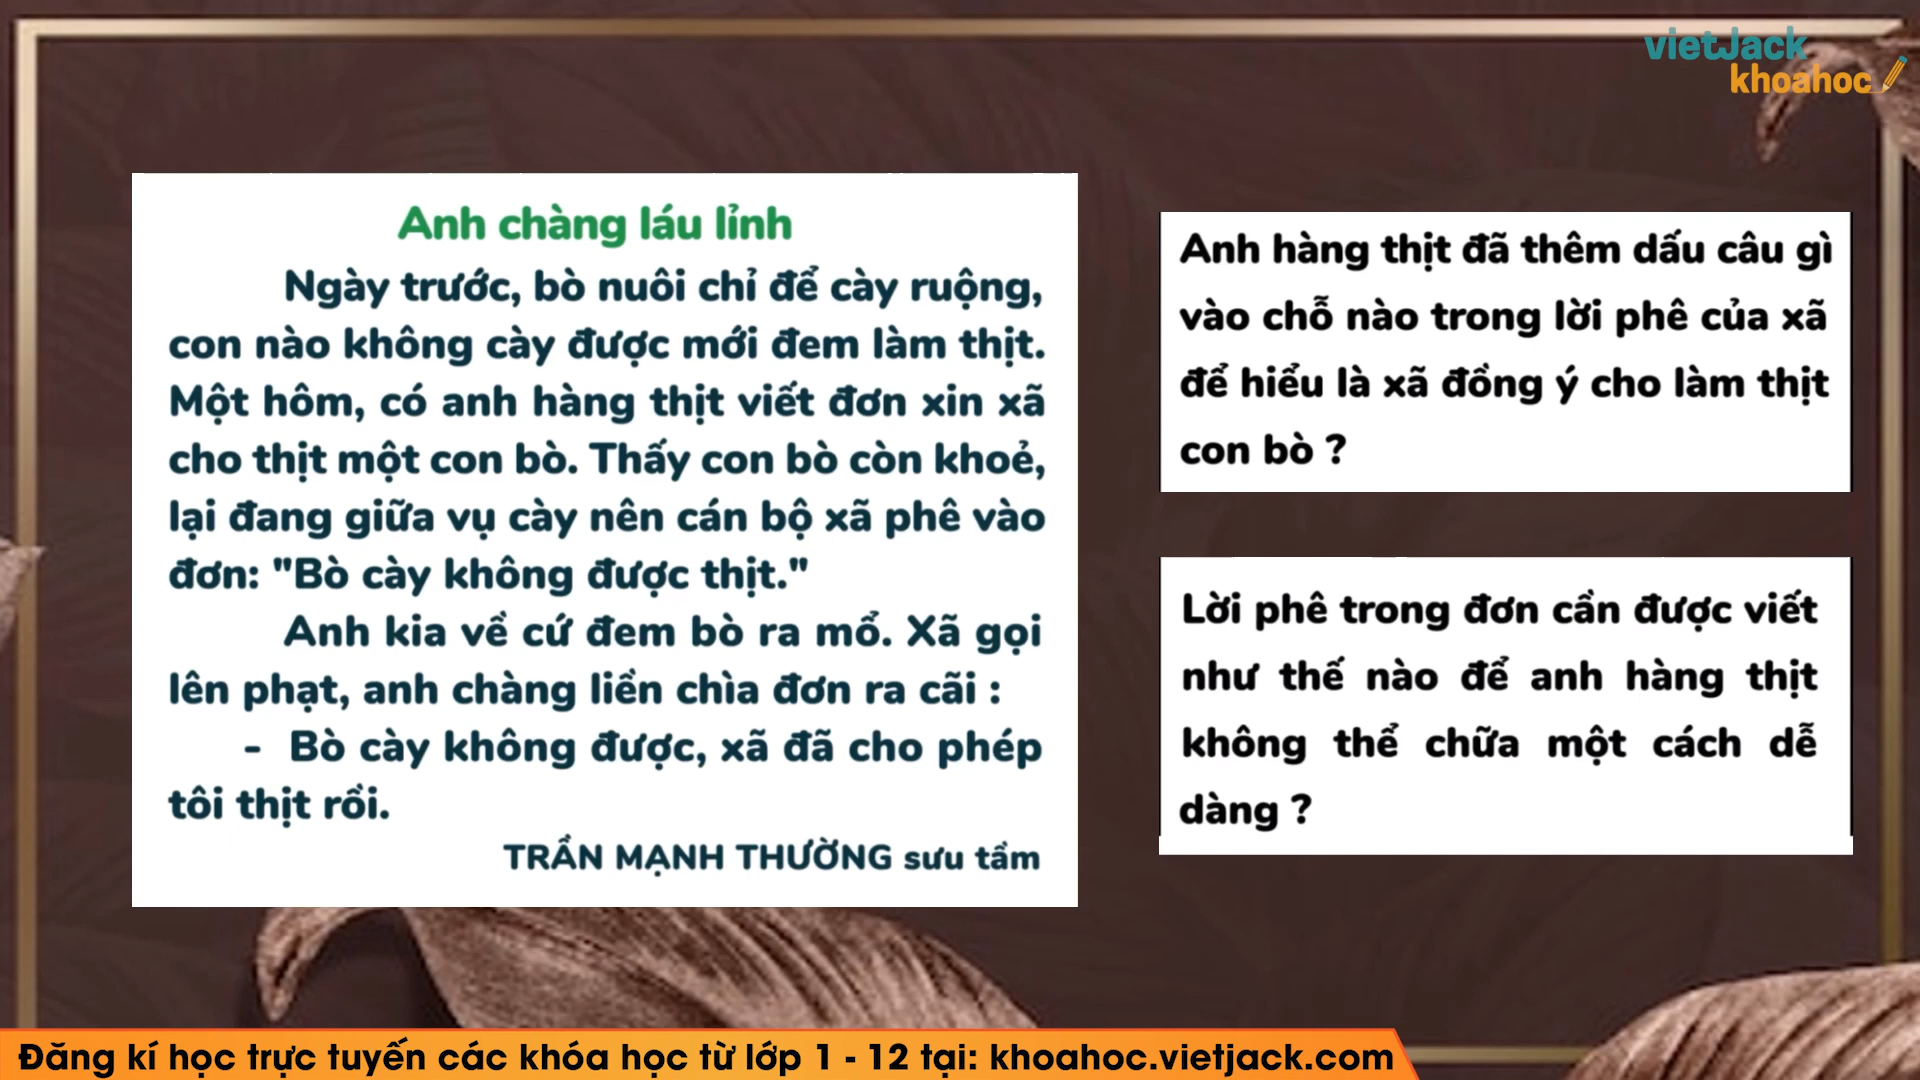 vietJack
khoahoc
Anh chàng láu lỉnh
Ngày trước, bò nuôi chỉ để cày ruộng,
con nào không cày được mới đem làm thịt.
Một hôm, có anh hàng thịt viết đơn xin xã
cho thịt một con bò. Thấy con bò còn khoẻ,
lại đang giữa vụ cày nên cán bộ xã phê vào
đơn: "Bò cày không được thịt."
Anh kia về cứ đem bò ra mổ. Xã gọi
lên phạt, anh chàng liền chìa đơn ra cãi :
- Bò cày không được, xã đã cho phép
tôi thịt rồi.
TRẦN MẠNH THƯỜNG sưu tầm
Anh hàng thịt đã thêm dấu câu gì
vào chỗ nào trong lời phê của xã
để hiểu là xã đồng ý cho làm thịt
con bò ?
Lời phê trong đơn cần được viết
như thế nào để anh hàng thịt
không thể chữa một cách dễ
dàng ?
Đăng kí học trực tuyến các khóa học từ lớp 1 - 12 tại: khoahoc.vietjack.com